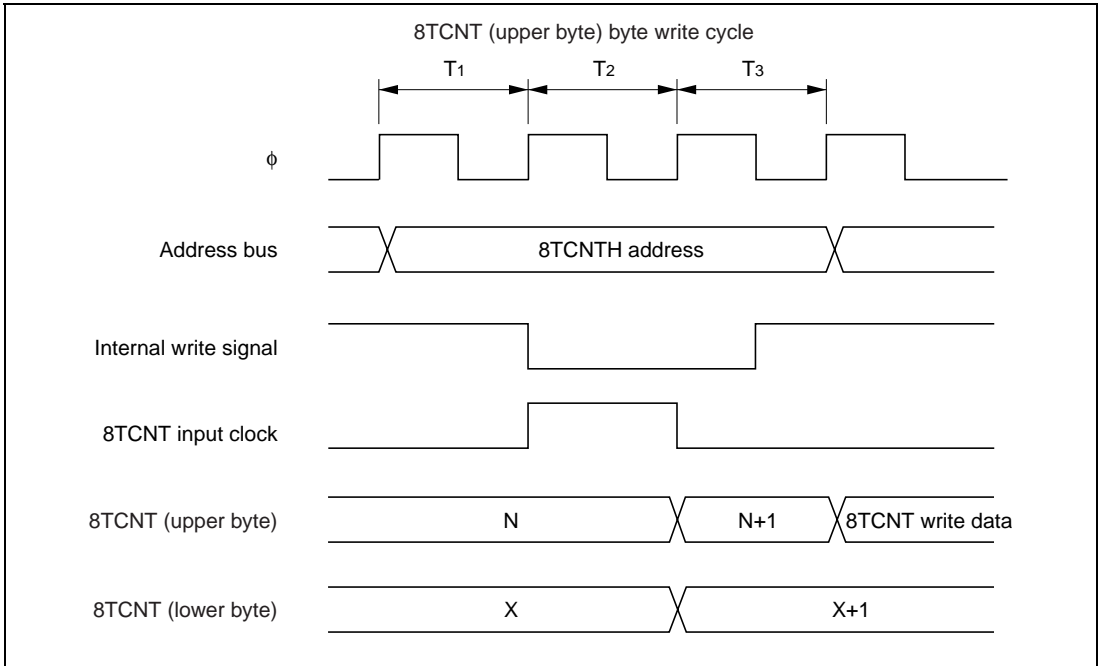 8TCNT (upper byte) byte write cycle
T1 T2 T3
φ
Address bus 8TCNTH address
Internal write signal
8TCNT input clock
8TCNT (upper byte) N N+1 8TCNT write data
8TCNT (lower byte) X X+1